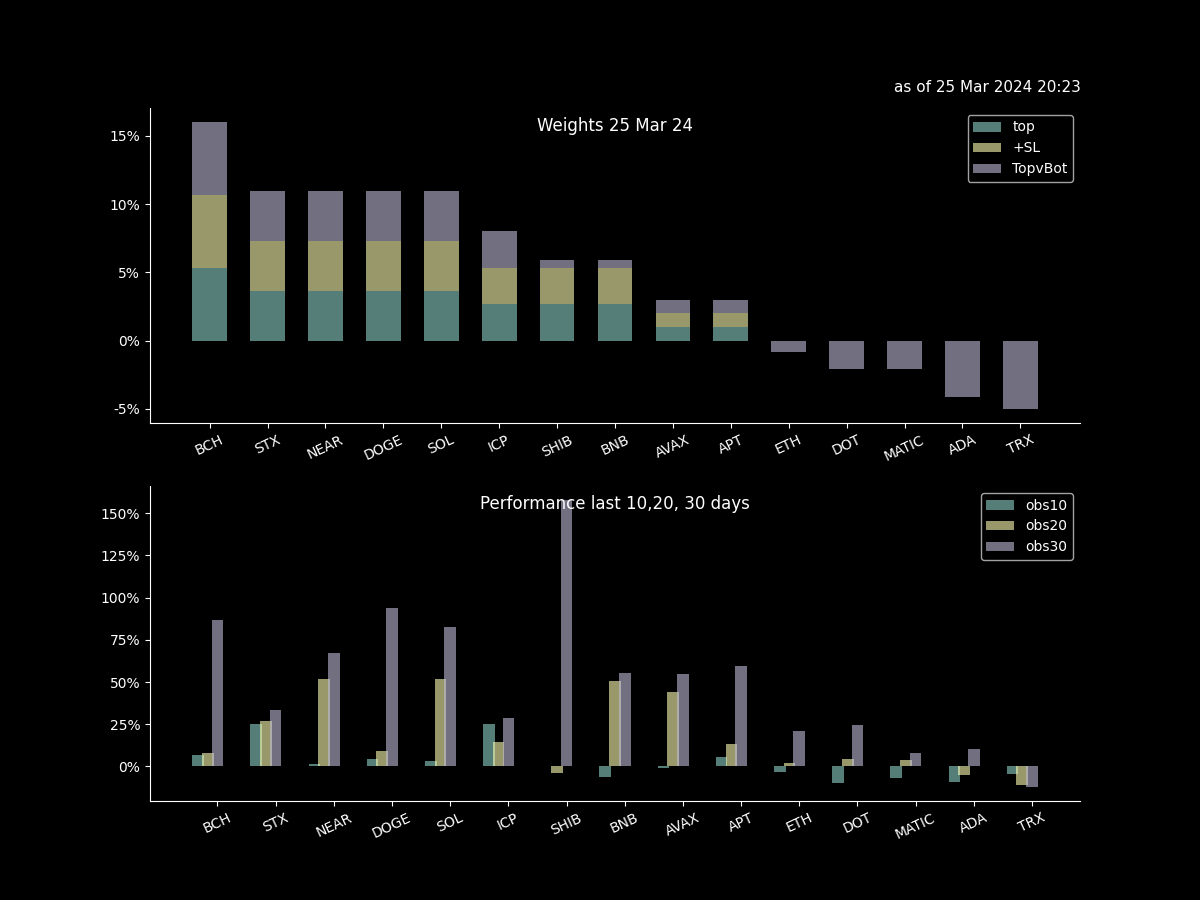 as of 25 Mar 2024 20:23
Weights 25 Mar 24
top
+SL
TopvBot
15%
10%
5%
0%
-5%
BCH STX NEAR DOGE SOL ICP SHIB BNB AVAX APT ETH DOT MATIC ADA TRX
Performance last 10,20, 30 days
obs10
obs20
obs30
150%
125%
100%
75%
50%
25%
0%
BCH STX NEAR DOGE SOL ICP SHIB BNB AVAX APT ETH DOT MATIC ADA TRX